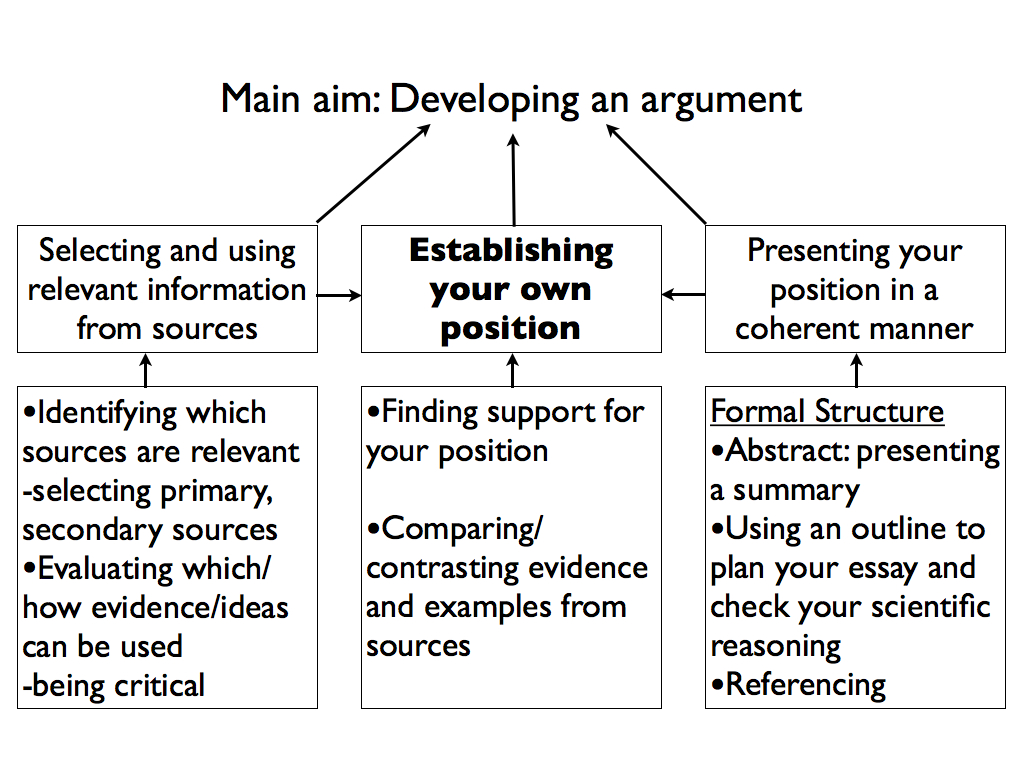 Main aim: Developing an argument
Selecting and using
relevant information
from sources
Establishing
your own
position
Presenting your
position in a
coherent manner
•Identifying which
sources are relevant
-selecting primary,
secondary sources
•Evaluating which/
how evidence/ideas
can be used
-being critical
•Finding support for
your position
•Comparing/
contrasting evidence
and examples from
sources
Formal Structure
•Abstract: presenting
a summary
•Using an outline to
plan your essay and
check your scientific
reasoning
•Referencing